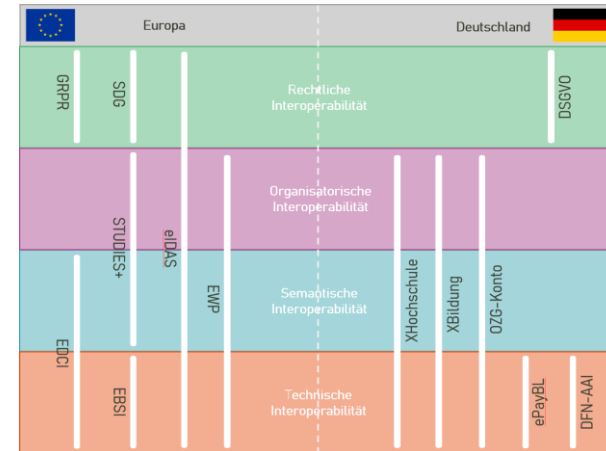 Europa
Deutschland
GRPR
SDG
Rechtliche
Interoperabilität
DSGVO
Organisatorische
Interoperabilität
STUDIES+
eIDAS
EWP
Semantische
Interoperabilität
XHochschule
XBildung
OZG-Konto
EDCI
EBSI
Technische
Interoperabilität
ePayBL
DFN-AAI